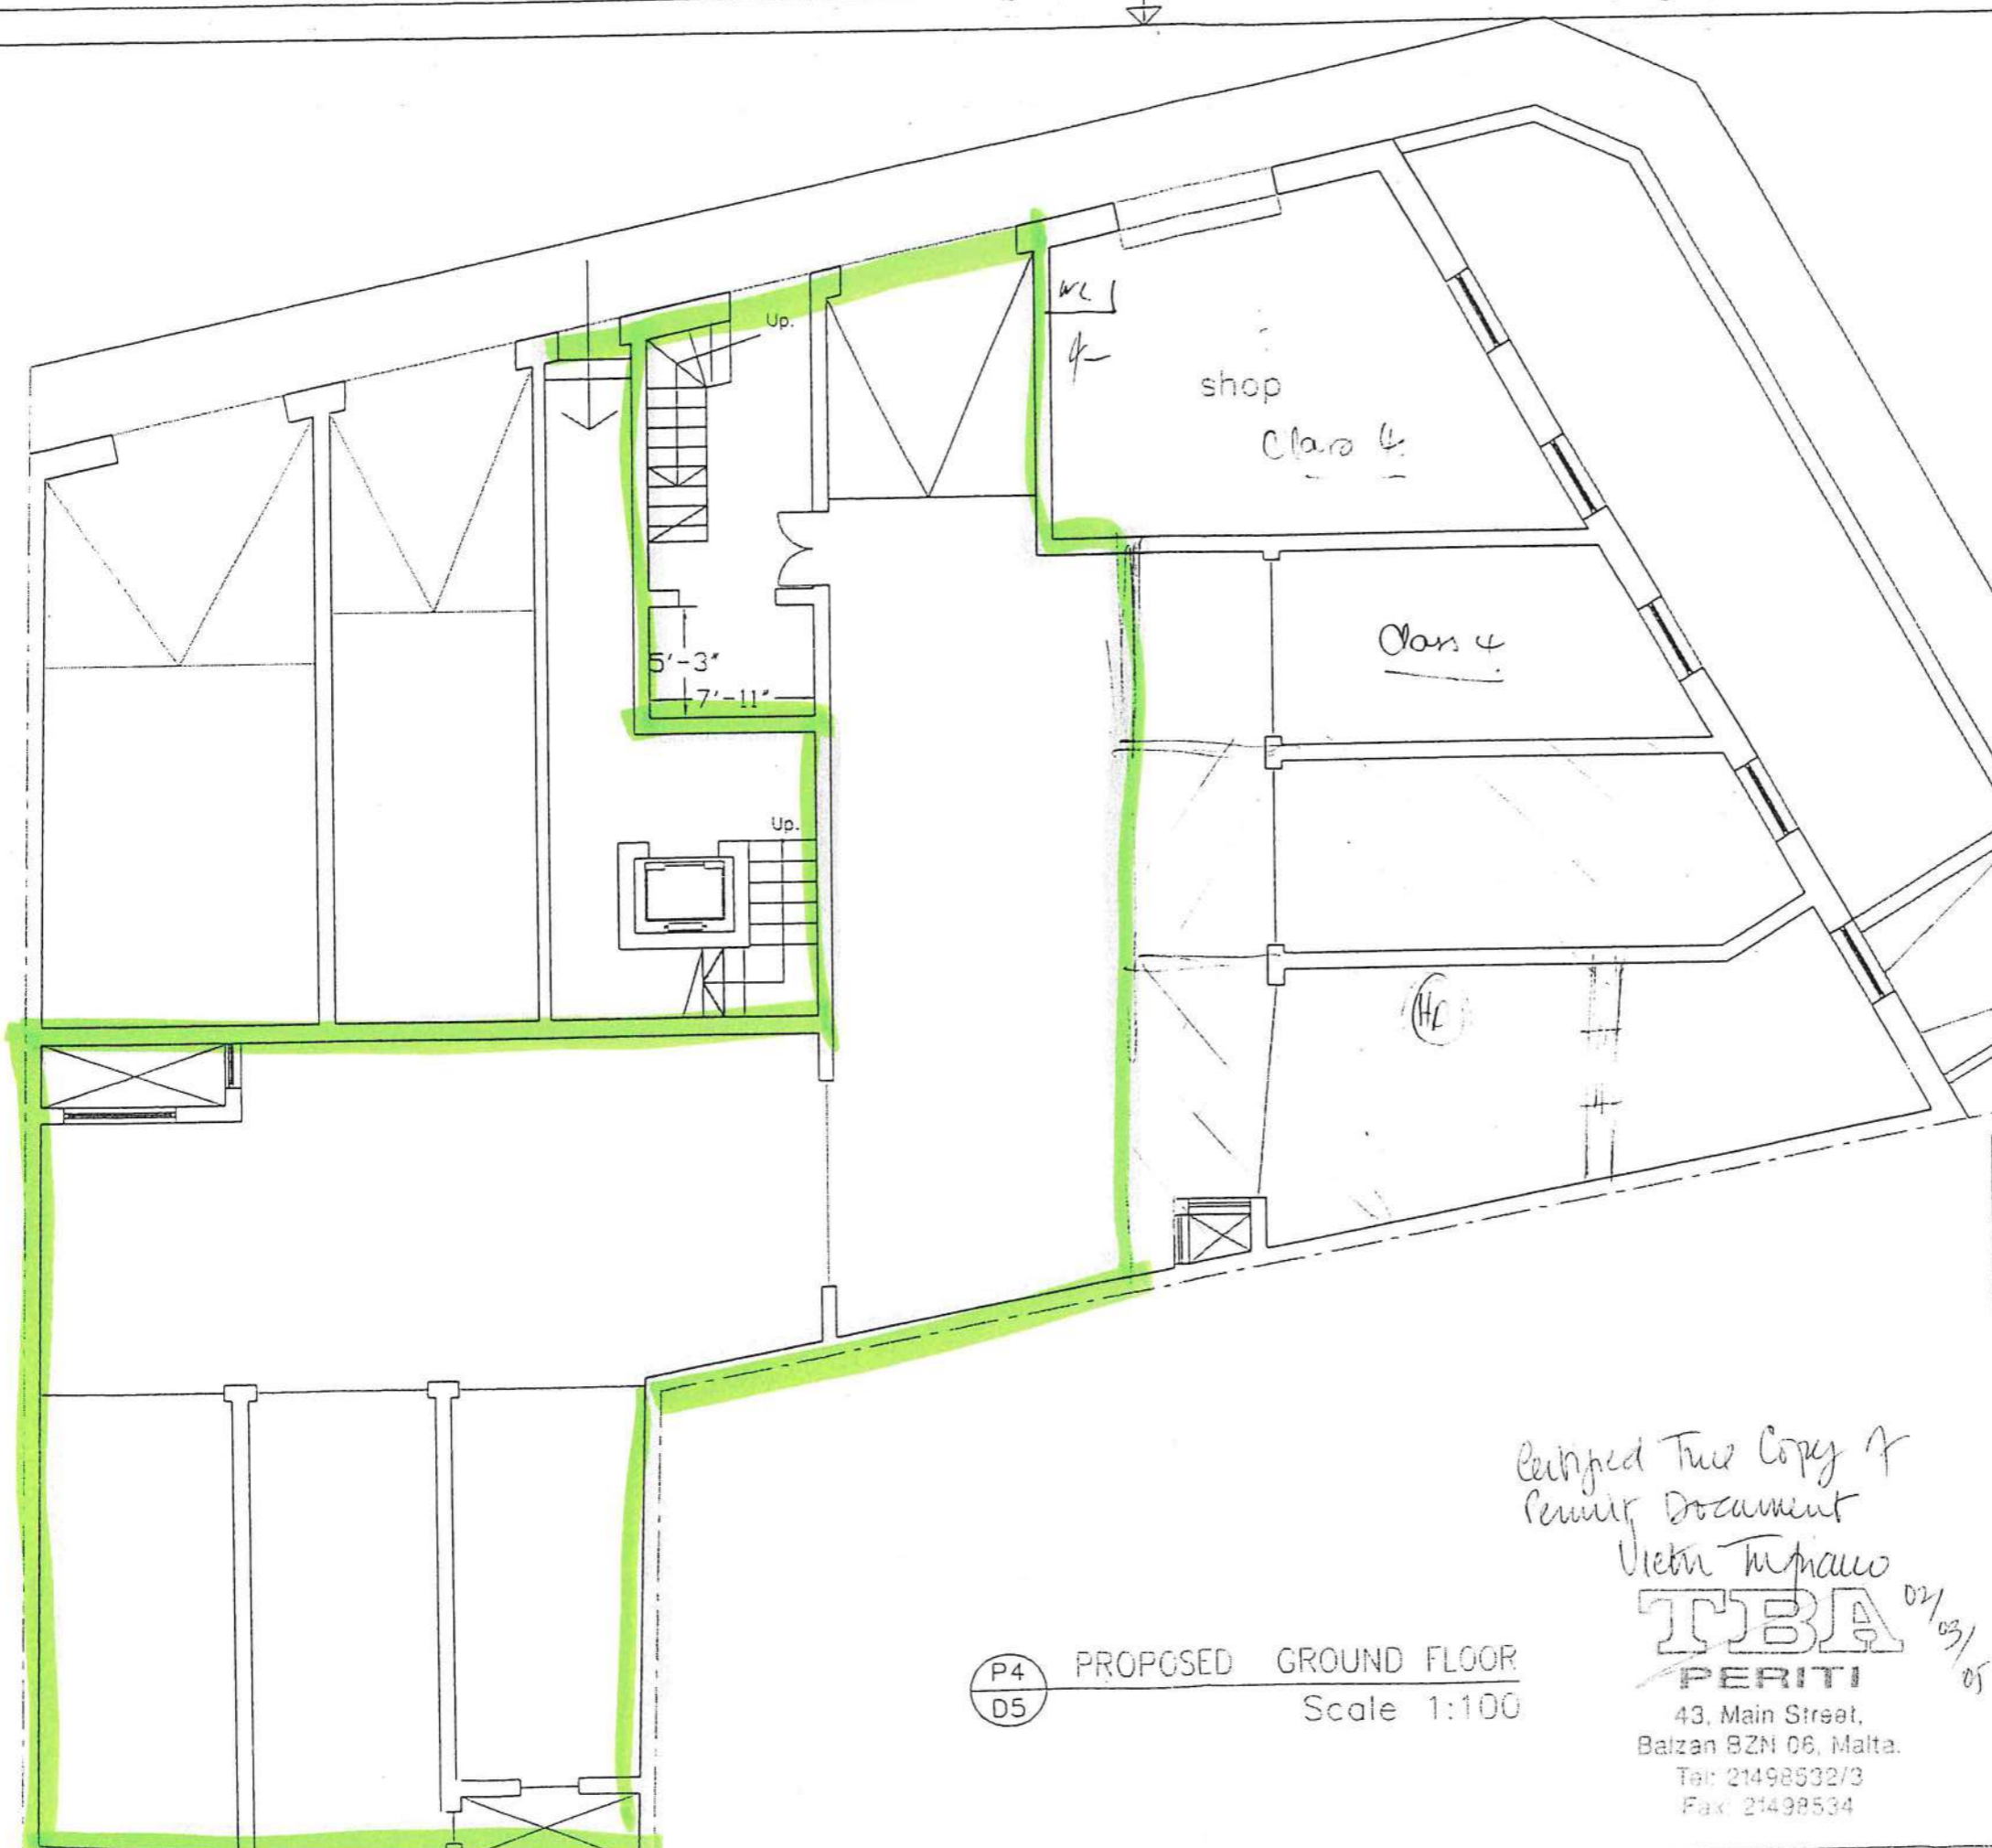 Up.
WC
shop
Class 4
Class 4
5'-3"
7'-11"
Up.
HR
Certified True Copy of
Permit Document
P4
D5
PROPOSED GROUND FLOOR
Scale 1:100
TBA
02/03/05
PERITI
43, Main Street,
Balzan BZN 06, Malta.
Tel: 21498532/3
Fax: 21498534